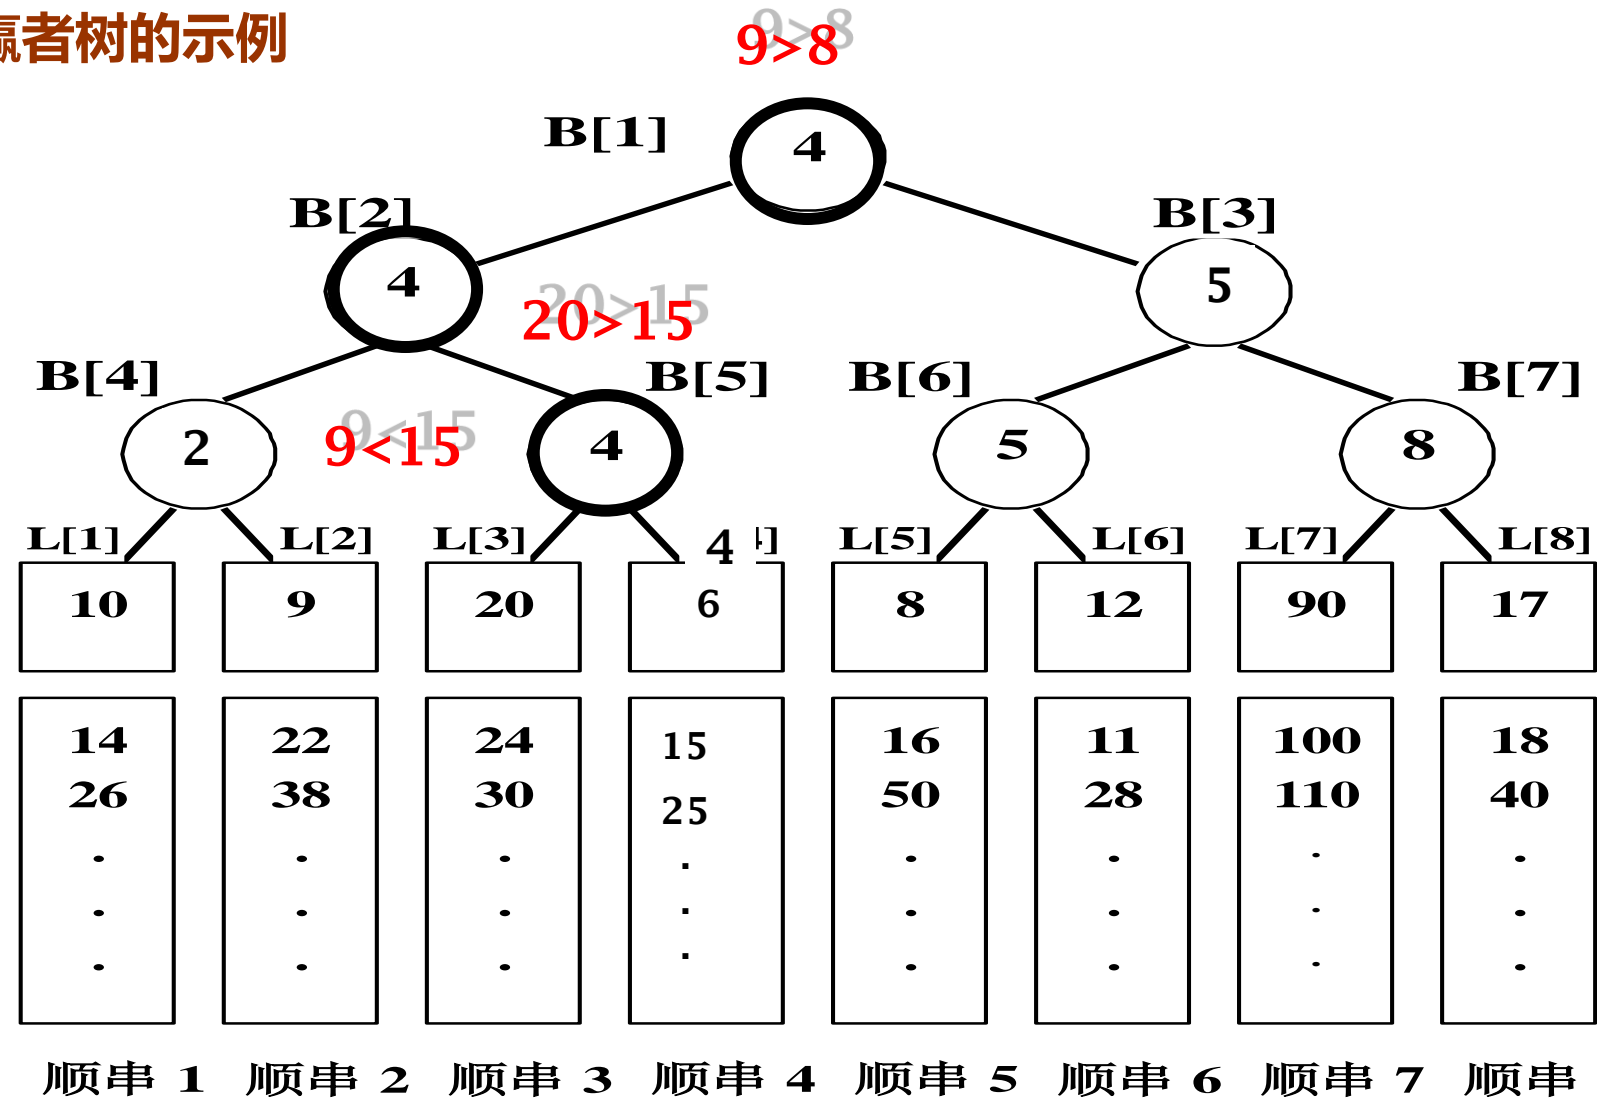 赢者树的示例
9>8
B[1]
4
B[2]
B[3]
4
5
20>15
B[4]
B[5]
B[6]
B[7]
2
9<15
4
5
8
L[1]
L[2]
L[3]
4
]
L[5]
L[6]
L[7]
L[8]
10
9
20
6
8
12
90
17
14
22
24
15
16
11
100
18
26
38
30
25
50
28
110
40
. . . . . . . .
. . . . . . . .
. . . . . . . .
顺串 1
顺串 2
顺串 3
顺串 4
顺串 5
顺串 6
顺串 7
顺串